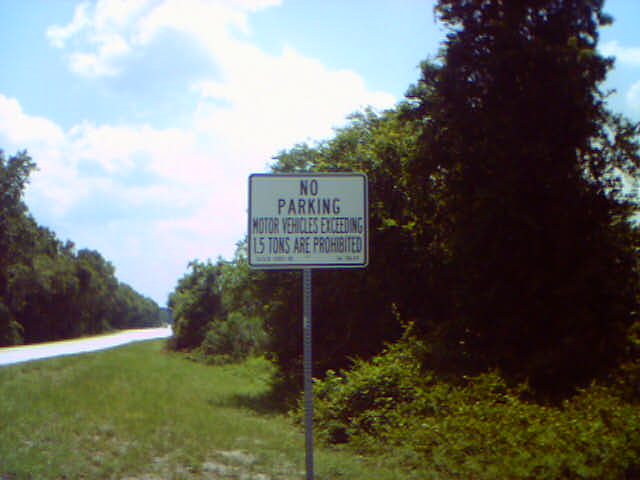 NO
PARKING
MOTOR VEHICLES EXCEEDING
1.5 TONS ARE PROHIBITED